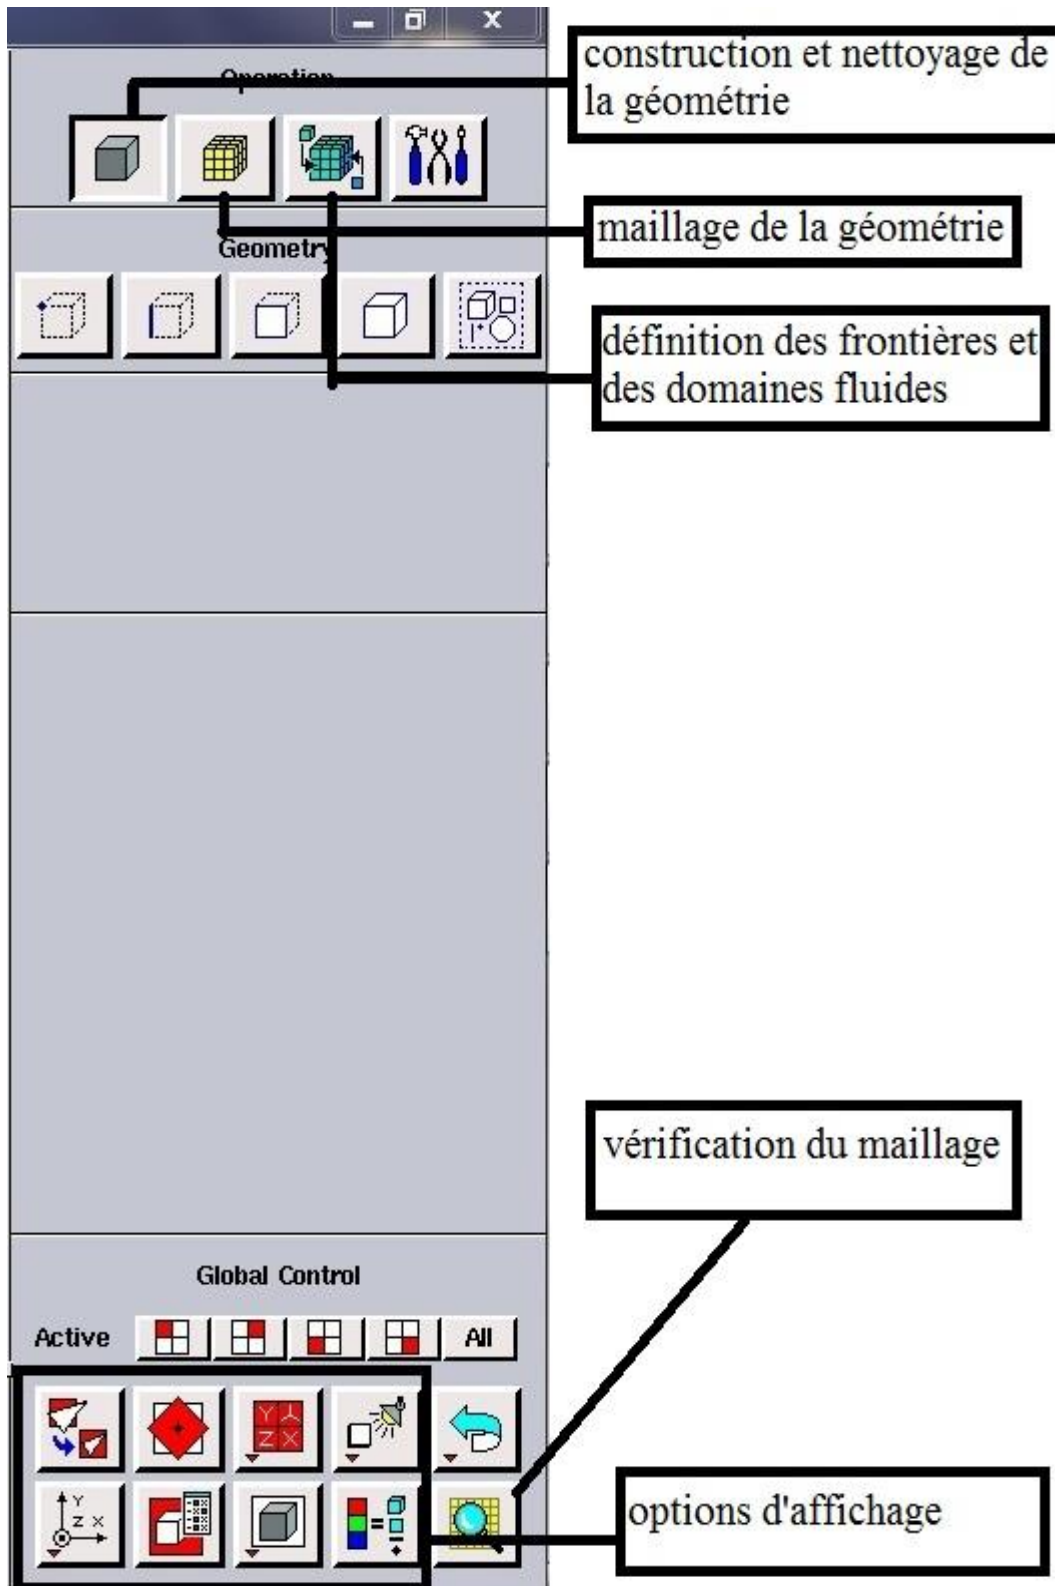 Operation
construction et nettoyage de
la géométrie
maillage de la géométrie
Geometry
définition des frontières et
des domaines fluides
vérification du maillage
Global Control
Active
All
options d'affichage